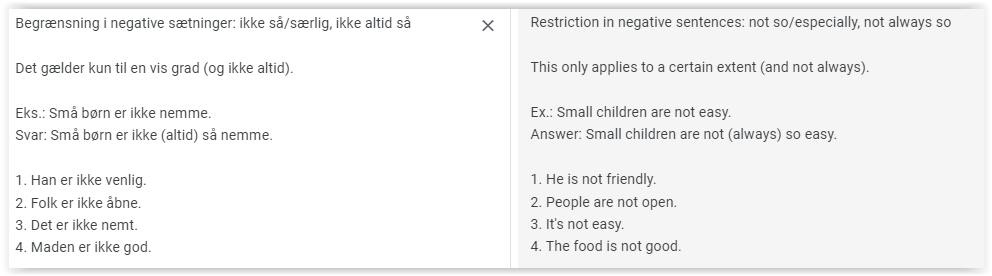 Begrænsning i negative sætninger: ikke så/særlig, ikke altid så
Det gælder kun til en vis grad (og ikke altid).
Eks.: Små børn er ikke nemme.
Svar: Små børn er ikke (altid) så nemme.
1. Han er ikke venlig.
2. Folk er ikke åbne.
3. Det er ikke nemt.
4. Maden er ikke god.
Restriction in negative sentences: not so/especially, not always so
This only applies to a certain extent (and not always).
Ex.: Small children are not easy.
Answer: Small children are not (always) so easy.
1. He is not friendly.
2. People are not open.
3. It's not easy.
4. The food is not good.